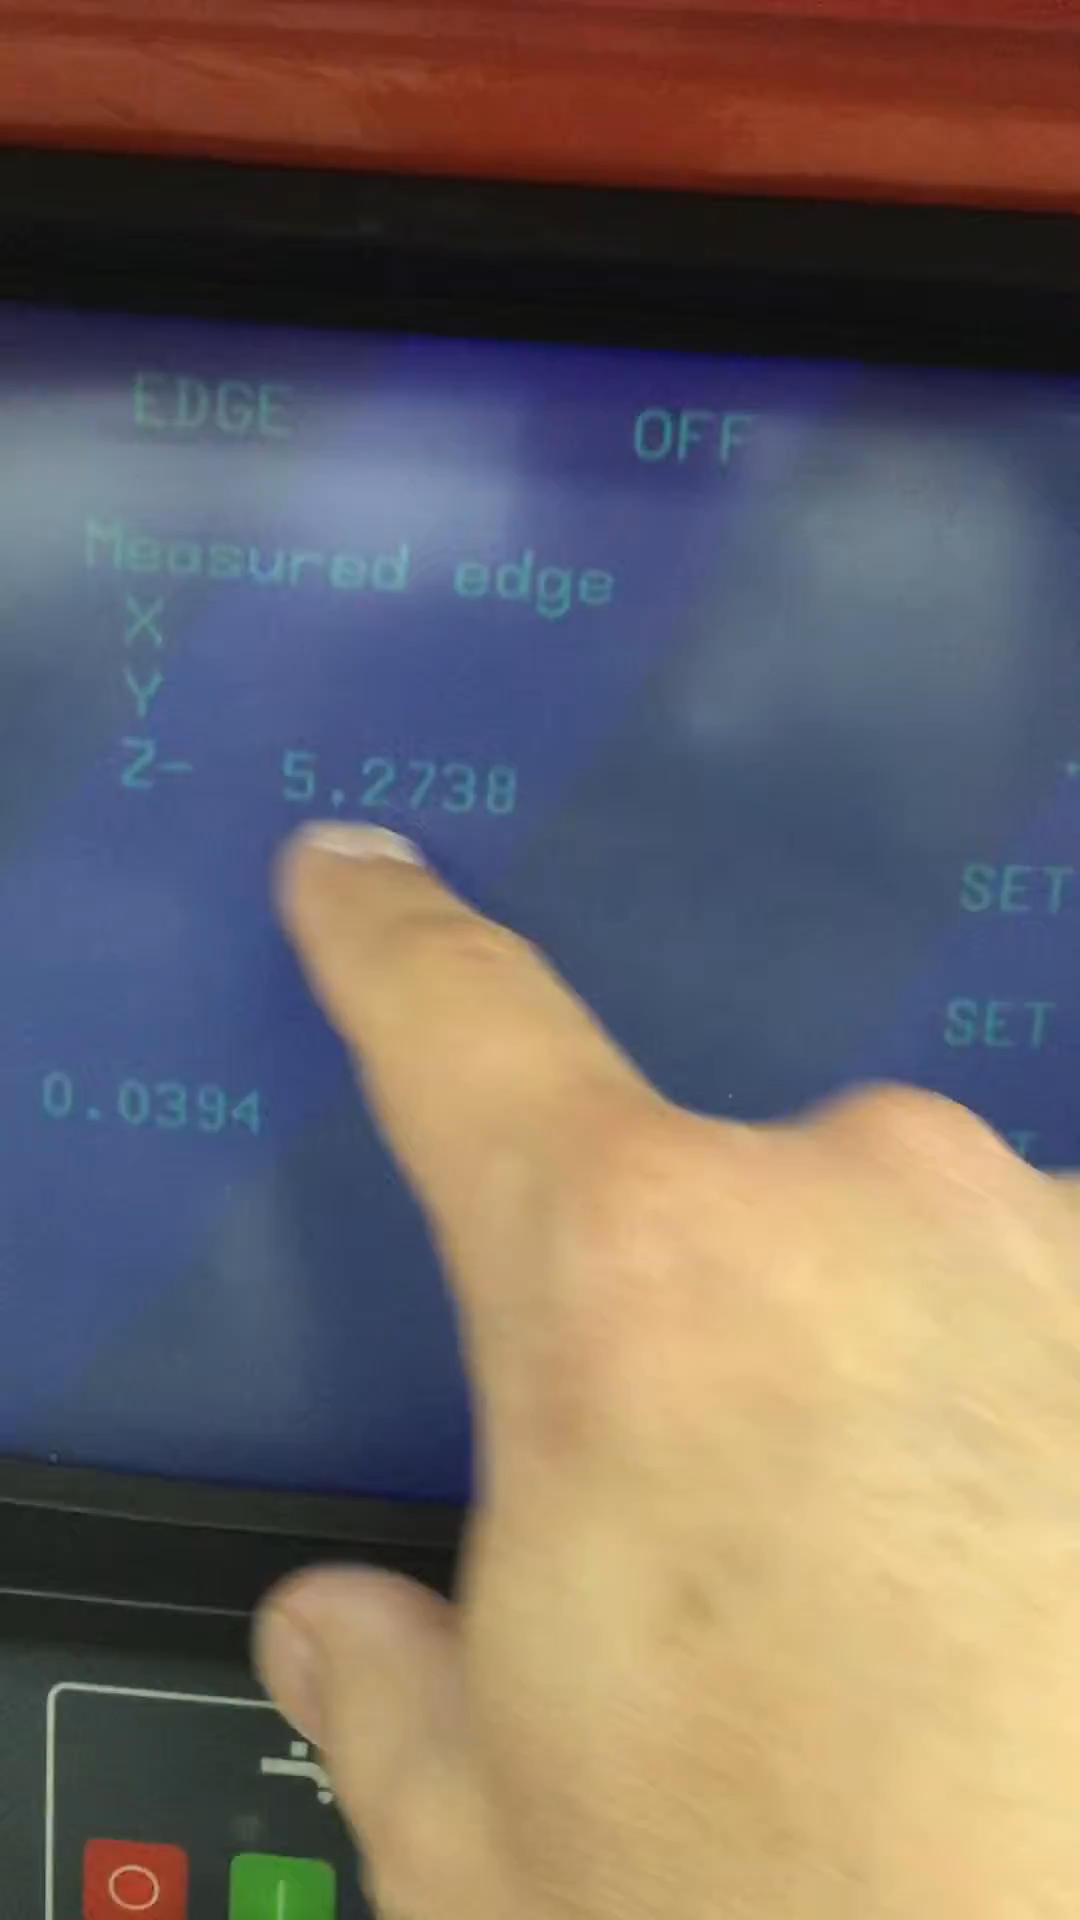 EDGE OFF
Measured edge
X
Y
Z- 5.2738
SET
SET
0.0394